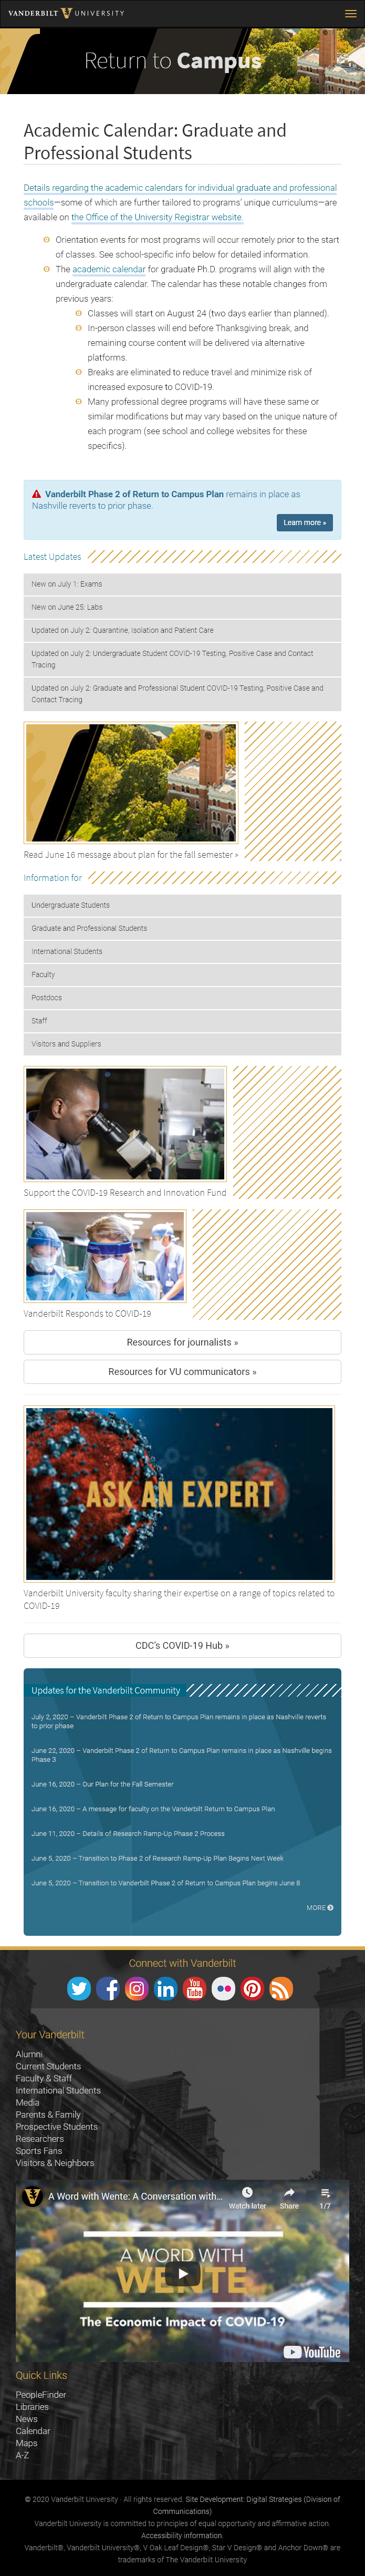 VANDERBILT UNIVERSITY
Return to Campus
Academic Calendar: Graduate and
Professional Students
Details regarding the academic calendars for individual graduate and professional
schools—some of which are further tailored to programs' unique curriculums—are
available on the Office of the University Registrar website.
Orientation events for most programs will occur remotely prior to the start
of classes. See school-specific info below for detailed information.
The academic calendar for graduate Ph.D. programs will align with the
undergraduate calendar. The calendar has these notable changes from
previous years:
Classes will start on August 24 (two days earlier than planned).
In-person classes will end before Thanksgiving break, and
remaining course content will be delivered via alternative
platforms.
Breaks are eliminated to reduce travel and minimize risk of
increased exposure to COVID-19.
Many professional degree programs will have these same or
similar modifications but may vary based on the unique nature of
each program (see school and college websites for these
specifics).
Vanderbilt Phase 2 of Return to Campus Plan remains in place as
Nashville reverts to prior phase.
Learn more »
Latest Updates
New on July 1: Exams
New on June 25: Labs
Updated on July 2: Quarantine, Isolation and Patient Care
Updated on July 2: Undergraduate Student COVID-19 Testing, Positive Case and Contact
Tracing
Updated on July 2: Graduate and Professional Student COVID-19 Testing, Positive Case and
Contact Tracing
Read June 16 message about plan for the fall semester »
Information for
Undergraduate Students
Graduate and Professional Students
International Students
Faculty
Postdocs
Staff
Visitors and Suppliers
Support the COVID-19 Research and Innovation Fund
Vanderbilt Responds to COVID-19
Resources for journalists »
Resources for VU communicators »
ASK AN EXPERT
Vanderbilt University faculty sharing their expertise on a range of topics related to
COVID-19
CDC's COVID-19 Hub »
Updates for the Vanderbilt Community
July 2, 2020 – Vanderbilt Phase 2 of Return to Campus Plan remains in place as Nashville reverts
to prior phase
June 22, 2020 – Vanderbilt Phase 2 of Return to Campus Plan remains in place as Nashville begins
Phase 3
June 16, 2020 – Our Plan for the Fall Semester
June 16, 2020 – A message for faculty on the Vanderbilt Return to Campus Plan
June 11, 2020 – Details of Research Ramp-Up Phase 2 Process
June 5, 2020 – Transition to Phase 2 of Research Ramp-Up Plan Begins Next Week
June 5, 2020 – Transition to Vanderbilt Phase 2 of Return to Campus Plan begins June 8
MORE
Connect with Vanderbilt
You Tube
Your Vanderbilt
Alumni
Current Students
Faculty & Staff
International Students
Media
Parents & Family
Prospective Students
Researchers
Sports Fans
Visitors & Neighbors
A Word with Wente: A Conversation with...
Watch later
Share
1/7
A WORD WITH
WENTE
The Economic Impact of COVID-19
YouTube
Quick Links
PeopleFinder
Libraries
News
Calendar
Maps
A-Z
© 2020 Vanderbilt University · All rights reserved. Site Development: Digital Strategies (Division of
Communications)
Vanderbilt University is committed to principles of equal opportunity and affirmative action.
Accessibility information.
Vanderbilt®, Vanderbilt University®, V Oak Leaf Design®, Star V Design® and Anchor Down® are
trademarks of The Vanderbilt University